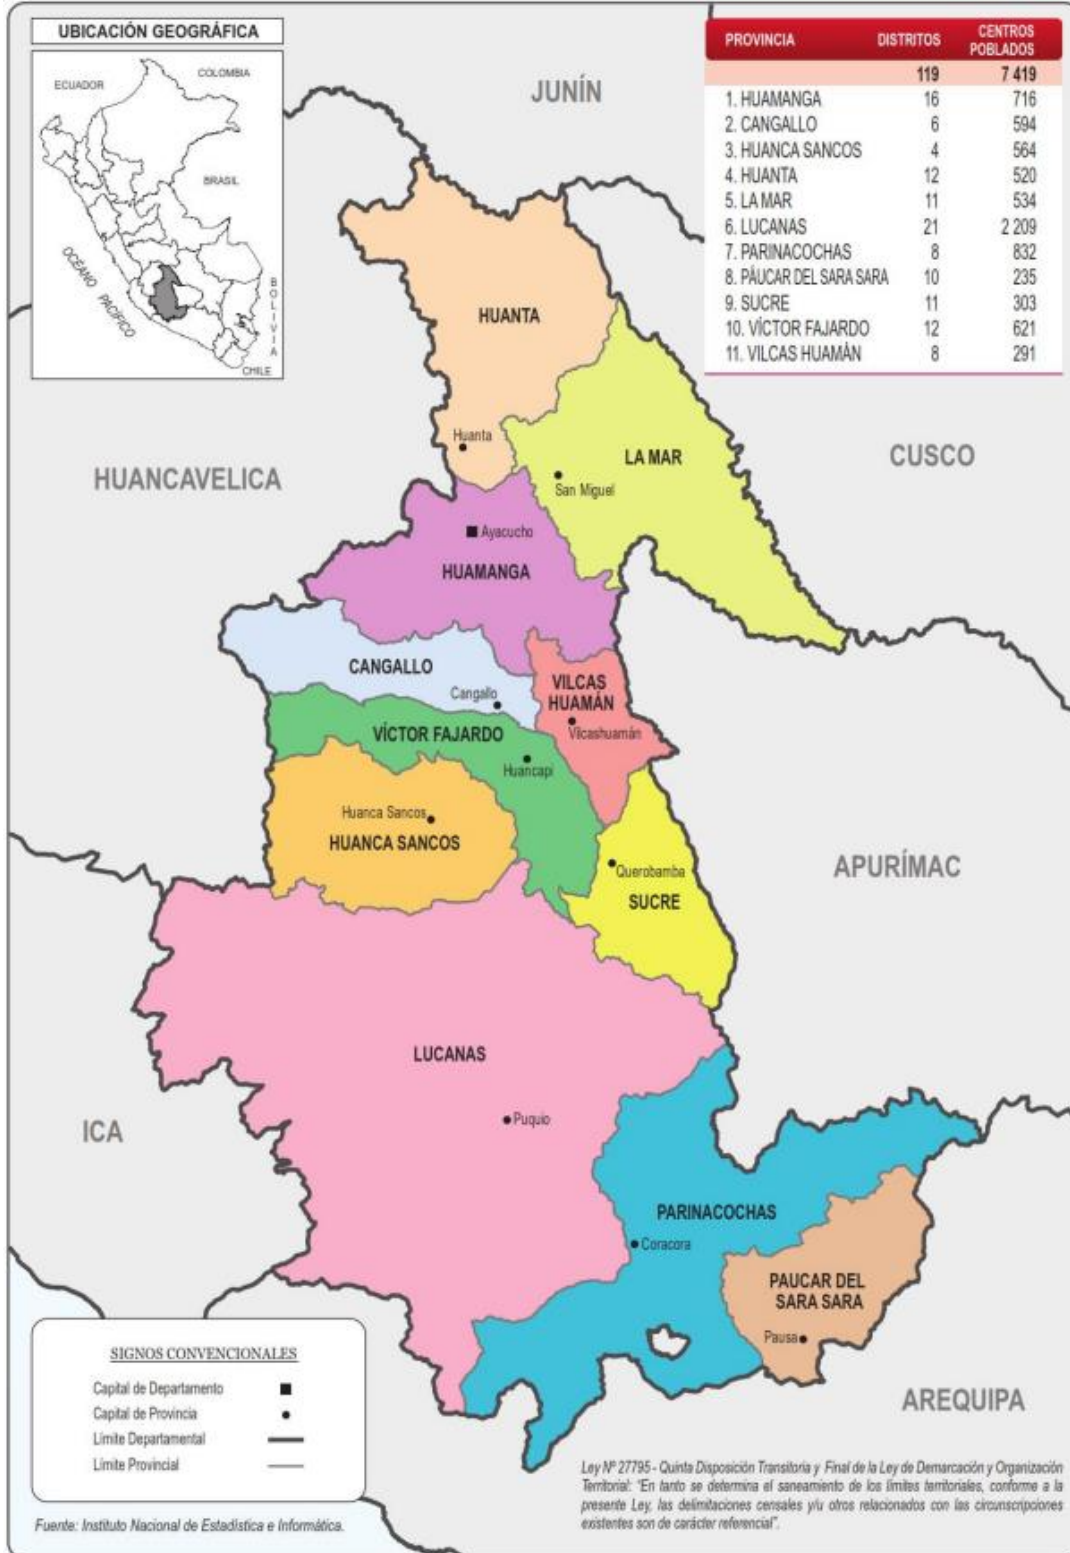 UBICACIÓN GEOGRÁFICA
ECUADOR
COLOMBIA
BRASIL
OCÉANO PACÍFICO
BOLIVIA
CHILE
PROVINCIA DISTRITOS CENTROS POBLADOS
119 7 419
1. HUAMANGA 16 716
2. CANGALLO 6 594
3. HUANCA SANCOS 4 564
4. HUANTA 12 520
5. LA MAR 11 534
6. LUCANAS 21 2 209
7. PARINACOCHAS 8 832
8. PÁUCAR DEL SARA SARA 10 235
9. SUCRE 11 303
10. VÍCTOR FAJARDO 12 621
11. VILCAS HUAMÁN 8 291
JUNÍN
HUANTA
Huanta
LA MAR
San Miguel
CUSCO
HUANCAVELICA
Ayacucho
HUAMANGA
CANGALLO
Cangallo
VILCAS
HUAMÁN
Vilcashuamán
VÍCTOR FAJARDO
Huancapi
Huanca Sancos
HUANCA SANCOS
Querobamba
SUCRE
APURÍMAC
LUCANAS
Puquio
ICA
PARINACOCHAS
Coracora
PAUCAR DEL
SARA SARA
Pausa
AREQUIPA
SIGNOS CONVENCIONALES
Capital de Departamento
Capital de Provincia
Límite Departamental
Límite Provincial
Fuente: Instituto Nacional de Estadística e Informática.
Ley Nº 27795 - Quinta Disposición Transitoria y Final de la Ley de Demarcación y Organización
Territorial: "En tanto se determina el saneamiento de los límites territoriales, conforme a la
presente Ley, las delimitaciones censales y/u otros relacionados con las circunscripciones
existentes son de carácter referencial".